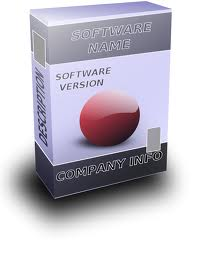 SOFTWARE
NAME
SOFTWARE
VERSION
DESCRIPTION
COMPANY INFO